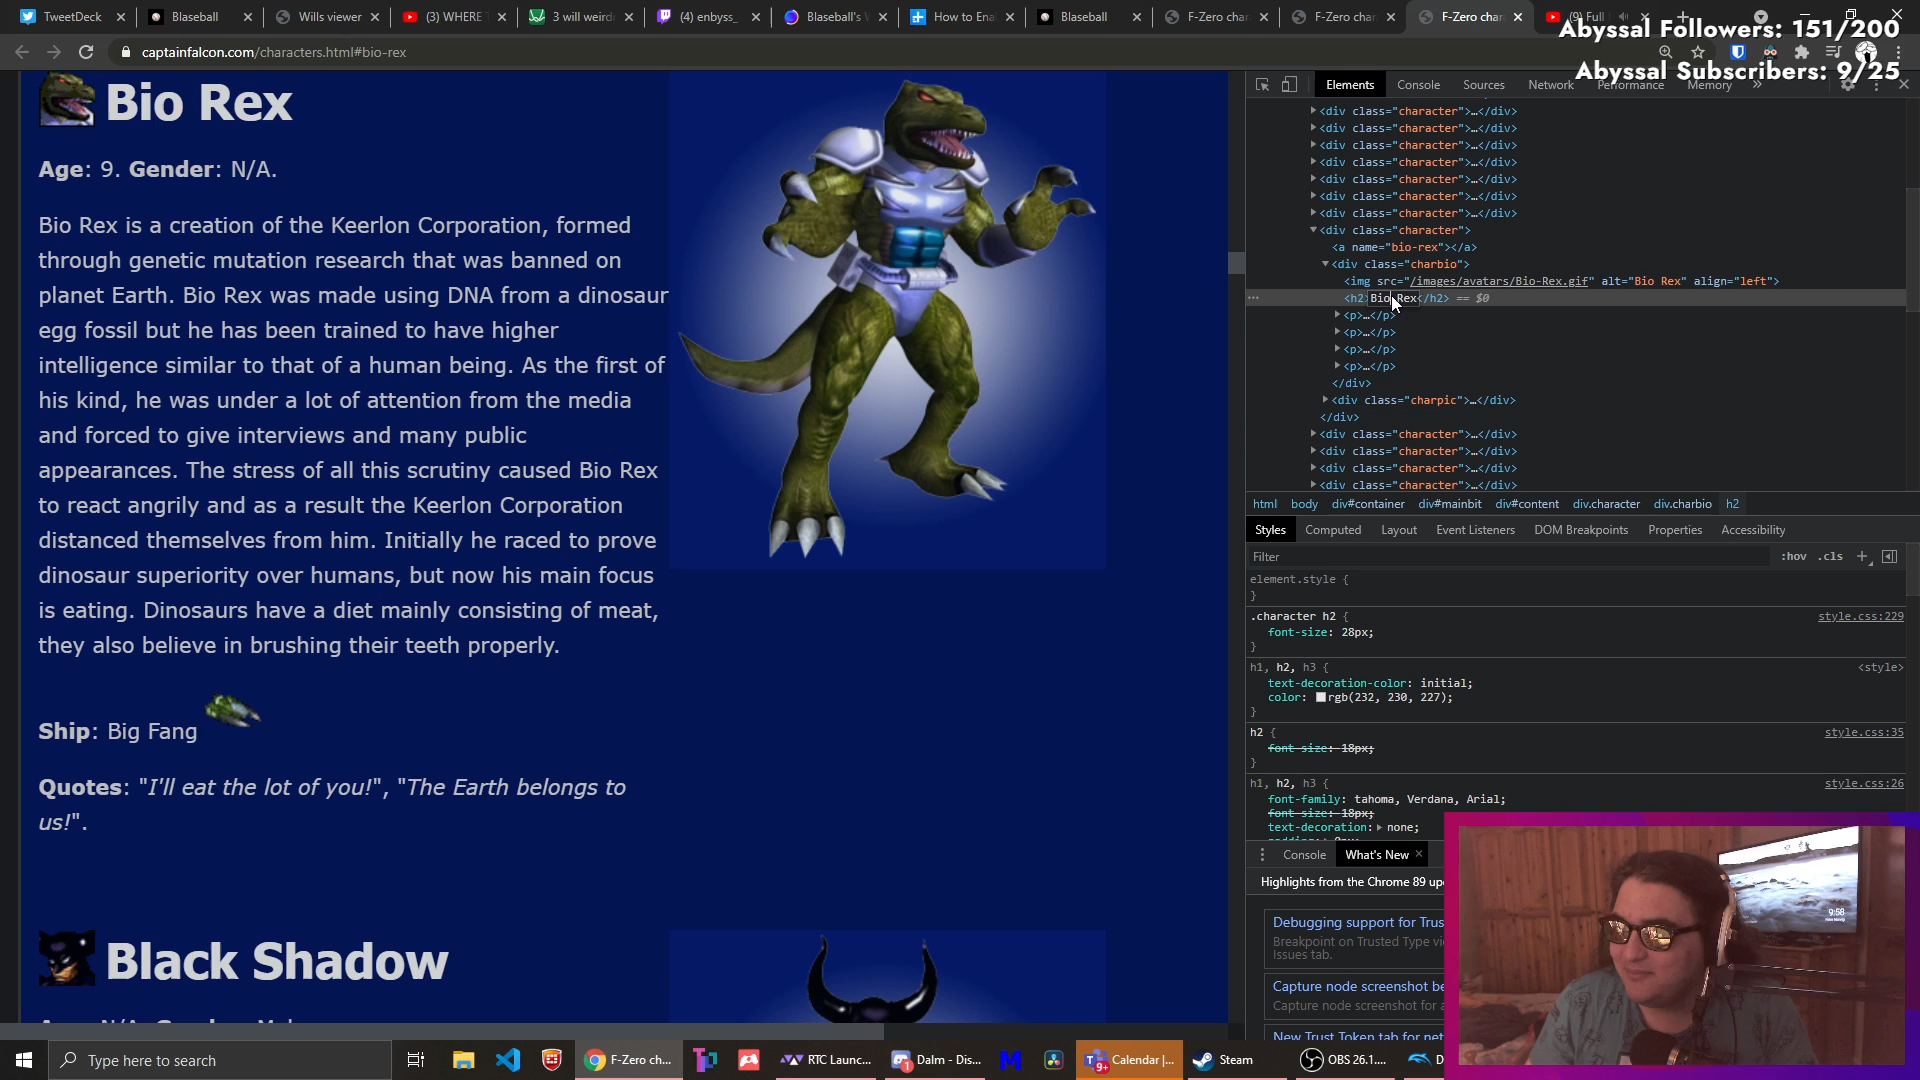 TweetDeck
Blaseball
Wills viewer
(3) WHERE
3 will weird
(4) enbyss_
Blaseball's
How to Ena
Blaseball
F-Zero char
F-Zero char
F-Zero char
(9) Full
Abyssal Followers: 151/200
captainfalcon.com/characters.html#bio-rex
Abyssal Subscribers: 9/25
Elements Console Sources Network Performance Memory »
Bio Rex
Age: 9. Gender: N/A.
Bio Rex is a creation of the Keerlon Corporation, formed
through genetic mutation research that was banned on
planet Earth. Bio Rex was made using DNA from a dinosaur
egg fossil but he has been trained to have higher
intelligence similar to that of a human being. As the first of
his kind, he was under a lot of attention from the media
and forced to give interviews and many public
appearances. The stress of all this scrutiny caused Bio Rex
to react angrily and as a result the Keerlon Corporation
distanced themselves from him. Initially he raced to prove
dinosaur superiority over humans, but now his main focus
is eating. Dinosaurs have a diet mainly consisting of meat,
they also believe in brushing their teeth properly.
Ship: Big Fang
Quotes: "I'll eat the lot of you!", "The Earth belongs to
us!".
Black Shadow
<div class="character">…</div>
<div class="character">…</div>
<div class="character">…</div>
<div class="character">…</div>
<div class="character">…</div>
<div class="character">…</div>
<div class="character">…</div>
<div class="character">
<a name="bio-rex"></a>
<div class="charbio">
<img src="/images/avatars/Bio-Rex.gif" alt="Bio Rex" align="left">
<h2>Bio Rex</h2> == $0
<p>…</p>
<p>…</p>
<p>…</p>
<p>…</p>
</div>
<div class="charpic">…</div>
</div>
<div class="character">…</div>
<div class="character">…</div>
<div class="character">…</div>
<div class="character">…</div>
html body div#container div#mainbit div#content div.character div.charbio h2
Styles Computed Layout Event Listeners DOM Breakpoints Properties Accessibility
Filter :hov .cls +
element.style {
}
.character h2 { style.css:229
font-size: 28px;
}
h1, h2, h3 { <style>
text-decoration-color: initial;
color: rgb(232, 230, 227);
}
h2 { style.css:35
font-size: 18px;
}
h1, h2, h3 { style.css:26
font-family: tahoma, Verdana, Arial;
font-size: 18px;
text-decoration: none;
Console What's New
Highlights from the Chrome 89
Debugging support for
Breakpoint on Trusted Type
Issues tab.
Capture node screenshot
Capture node screenshot for
New Trust Token tab for
9:58
Type here to search
F-Zero ch...
RTC Launc...
Dalm - Dis...
Calendar |...
9+
Steam
OBS 26.1....